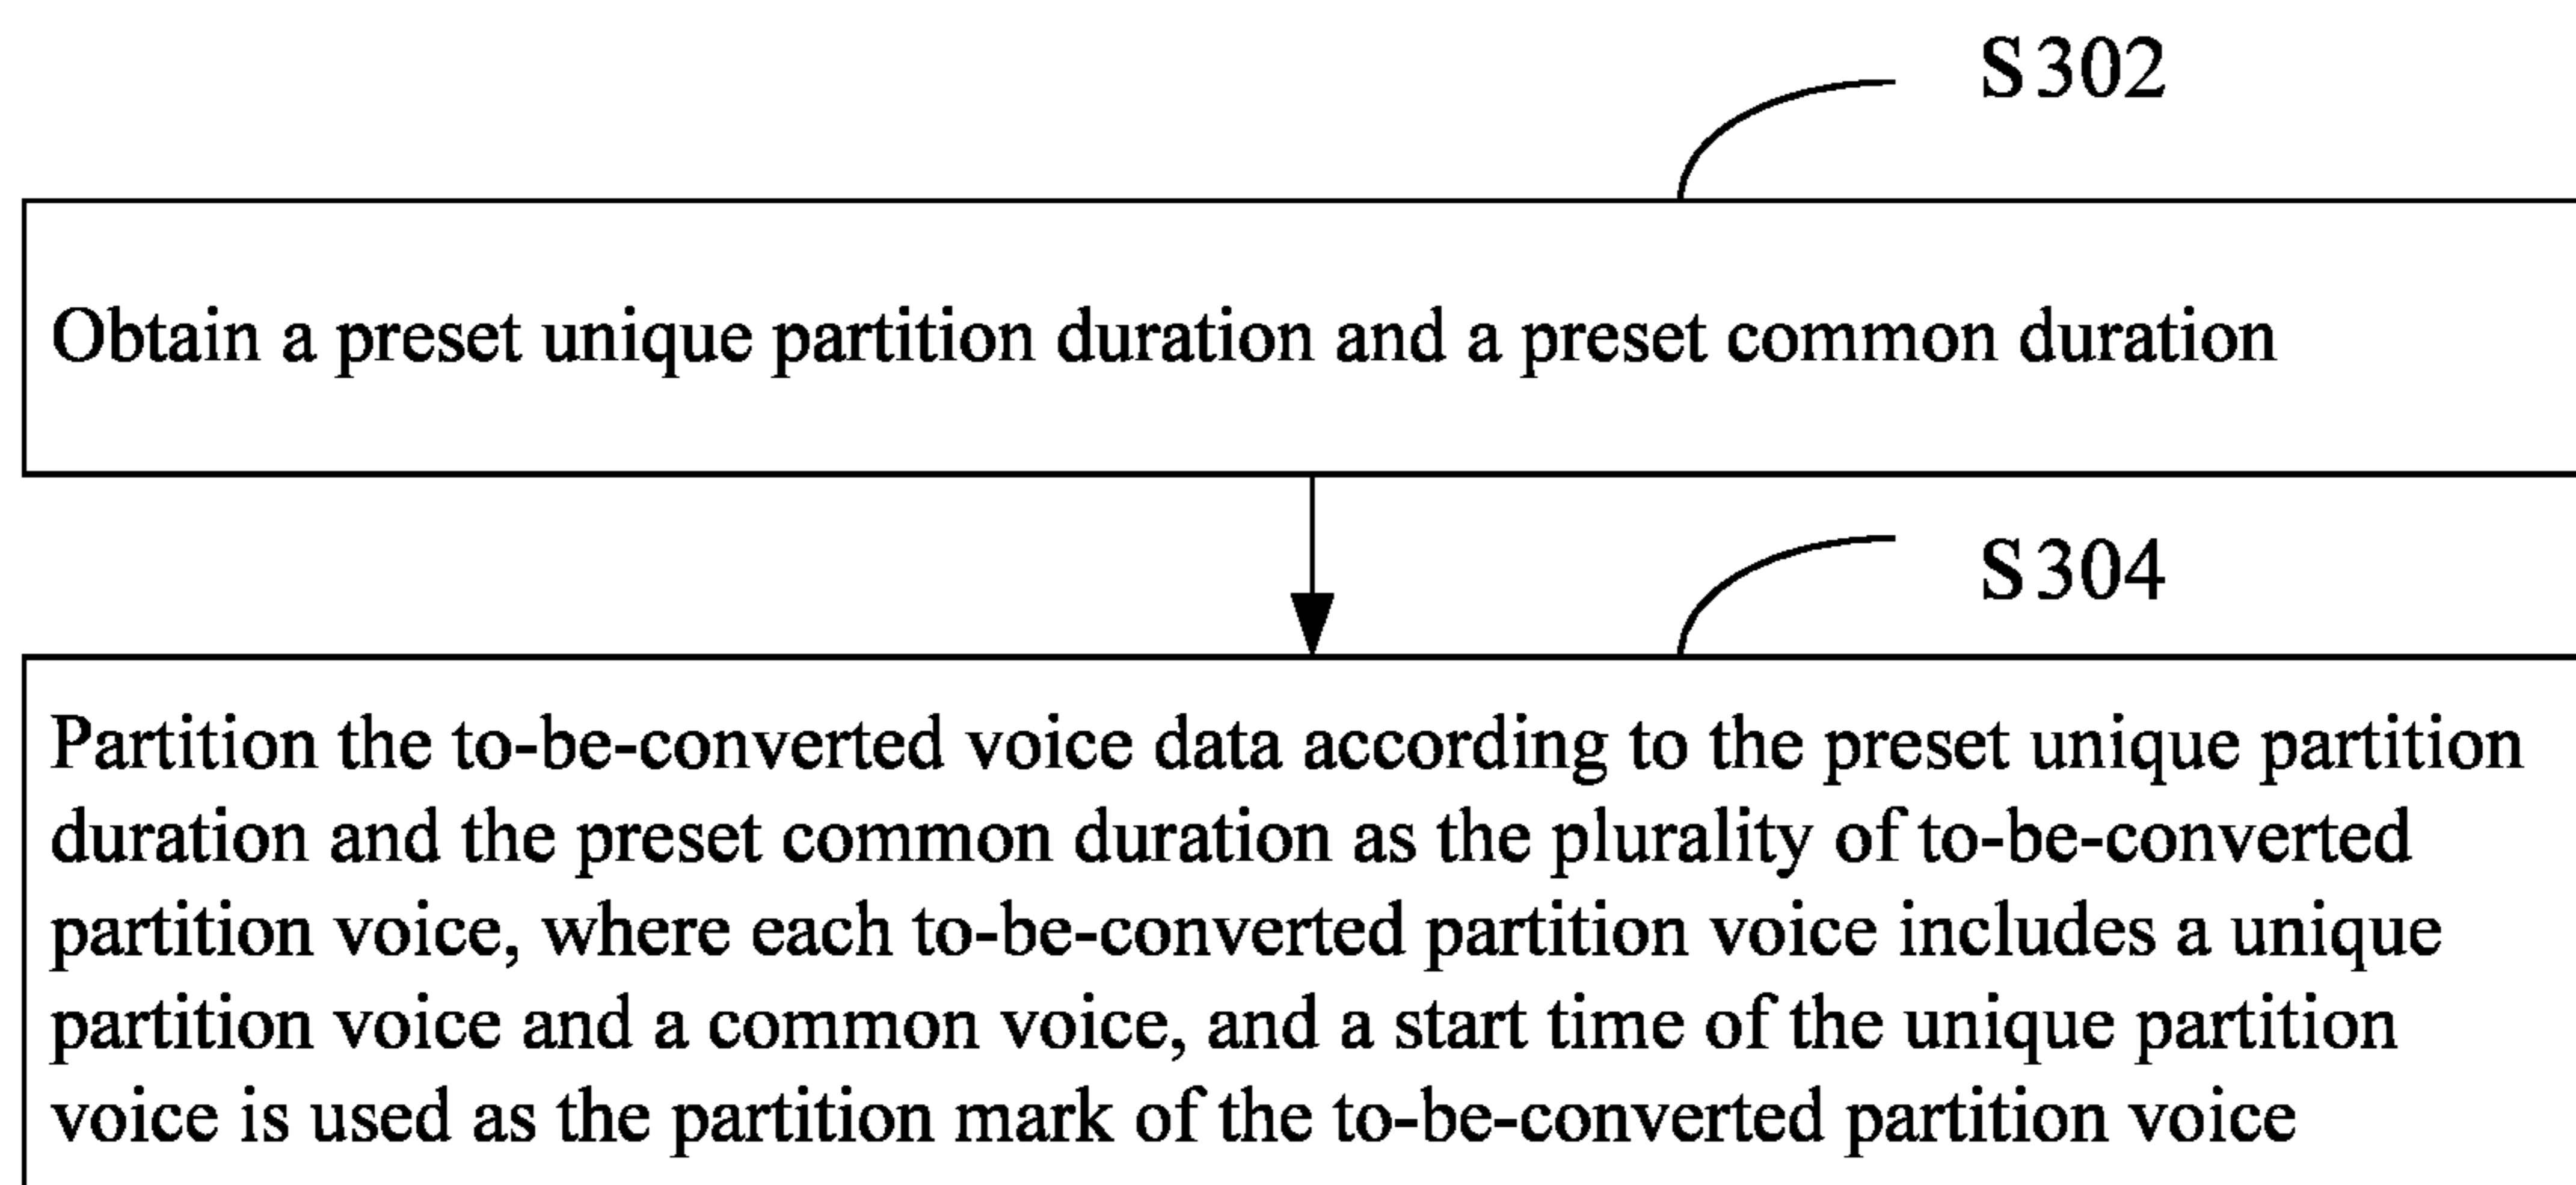 S302
Obtain a preset unique partition duration and a preset common duration
S304
Partition the to-be-converted voice data according to the preset unique partition
duration and the preset common duration as the plurality of to-be-converted
partition voice, where each to-be-converted partition voice includes a unique
partition voice and a common voice, and a start time of the unique partition
voice is used as the partition mark of the to-be-converted partition voice